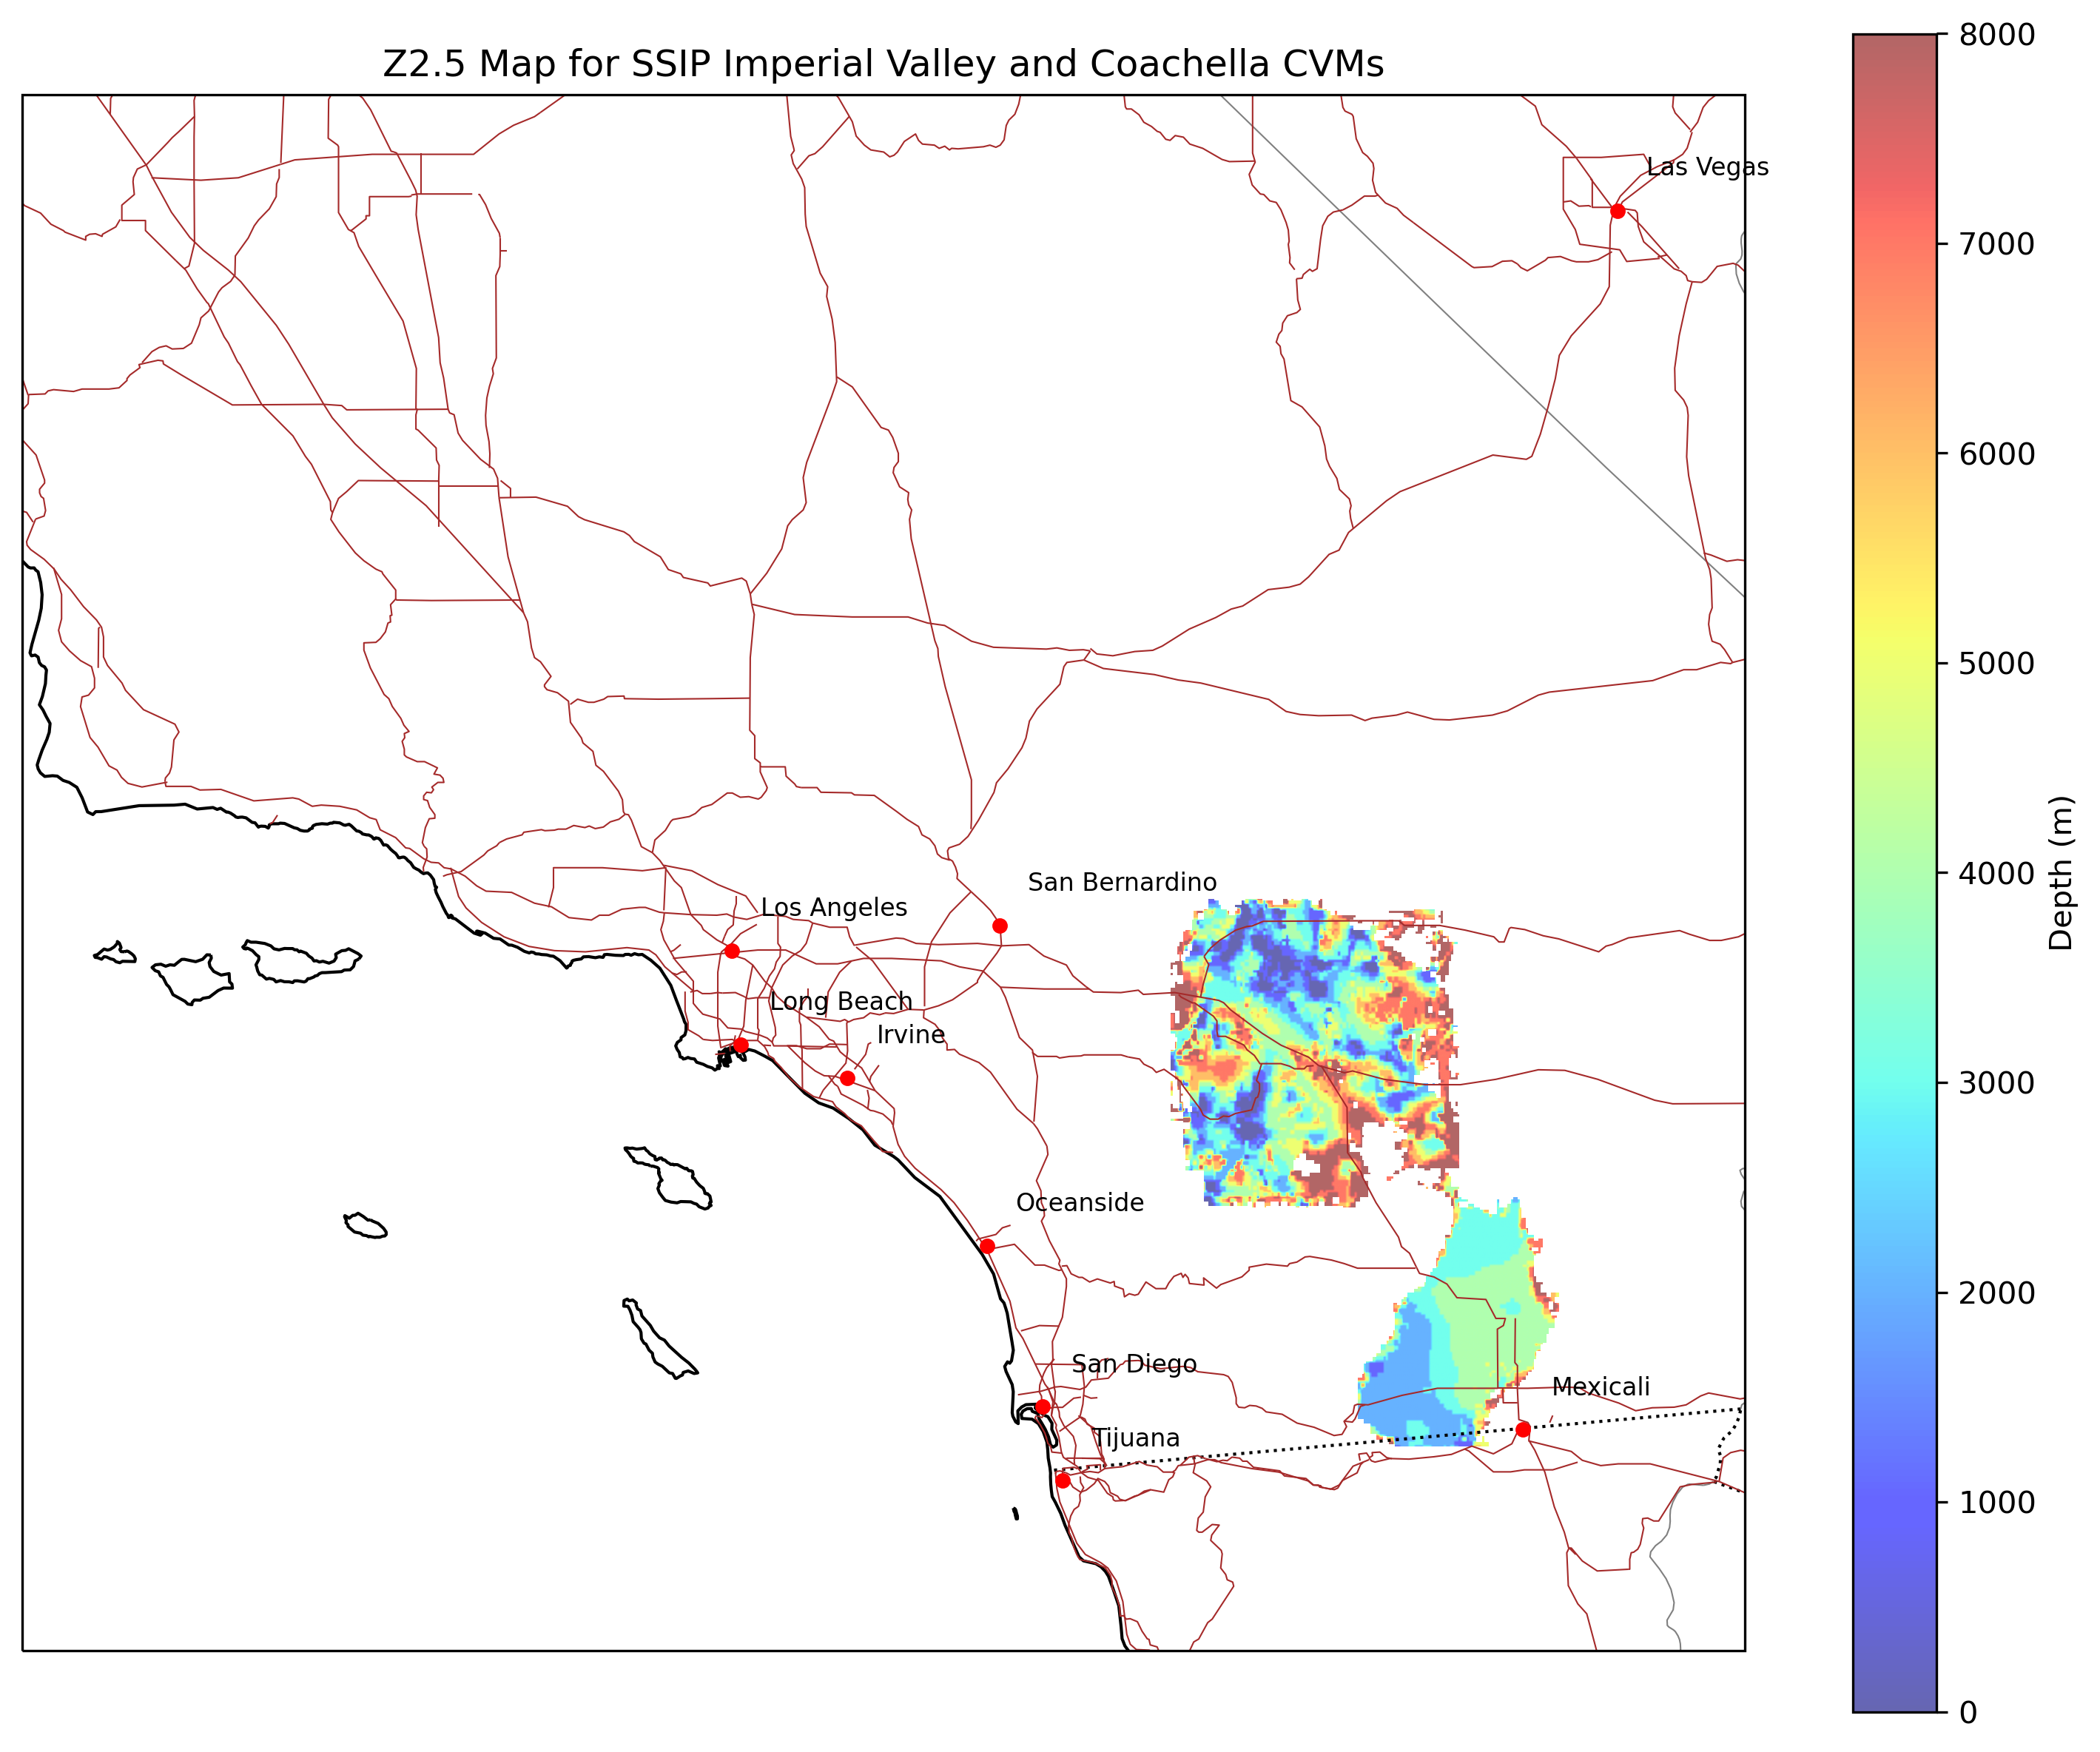 Z2.5 Map for SSIP Imperial Valley and Coachella CVMs
Las Vegas
San Bernardino
Los Angeles
Long Beach
Irvine
Oceanside
San Diego
Mexicali
Tijuana
8000
7000
6000
5000
4000
3000
2000
1000
0
Depth (m)